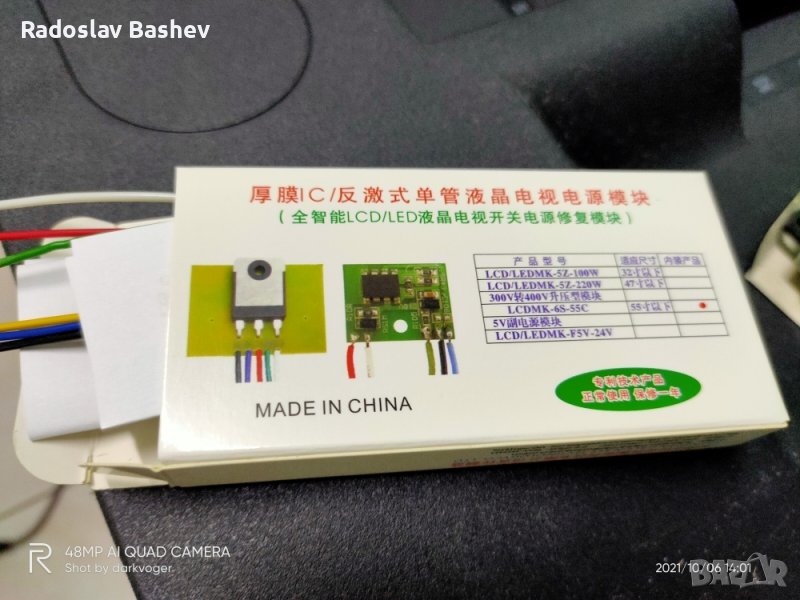 Radoslav Bashev
厚膜IC/反激式单管液晶电视电源模块
(全智能LCD/LED液晶电视开关电源修复模块)
产品型号 适应尺寸 内装产品
LCD/LEDMK-5Z-100W 32寸以下
LCD/LEDMK-5Z-220W 47寸以下
300V转400V升压型模块
LCDMK-6S-55C 55寸以下
5V副电源模块
LCD/LEDMK-F5V-24V
专利技术产品
正常使用 保修一年
MADE IN CHINA
R
48MP AI QUAD CAMERA
Shot by darkvoger.
2021/10/06 14:01
BAZAR